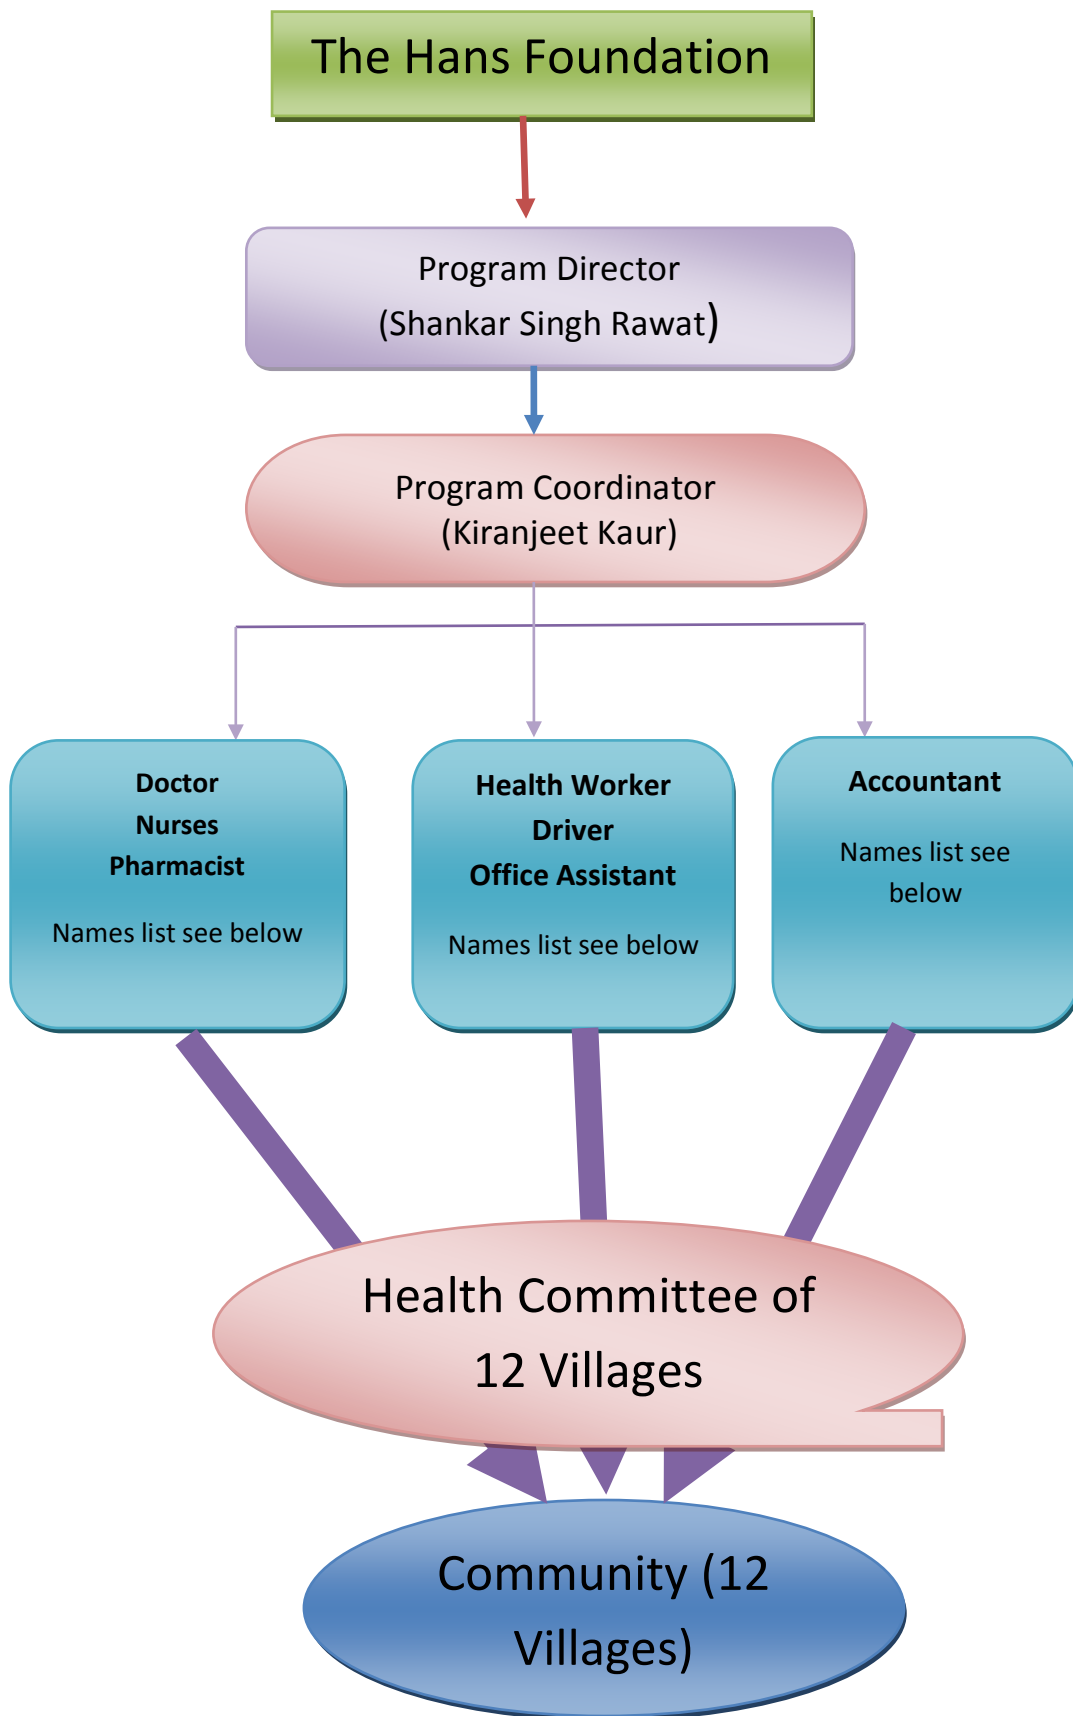 The Hans Foundation
Program Director
(Shankar Singh Rawat)
Program Coordinator
(Kiranjeet Kaur)
Doctor
Nurses
Pharmacist
Names list see below
Health Worker
Driver
Office Assistant
Names list see below
Accountant
Names list see
below
Health Committee of
12 Villages
Community (12
Villages)